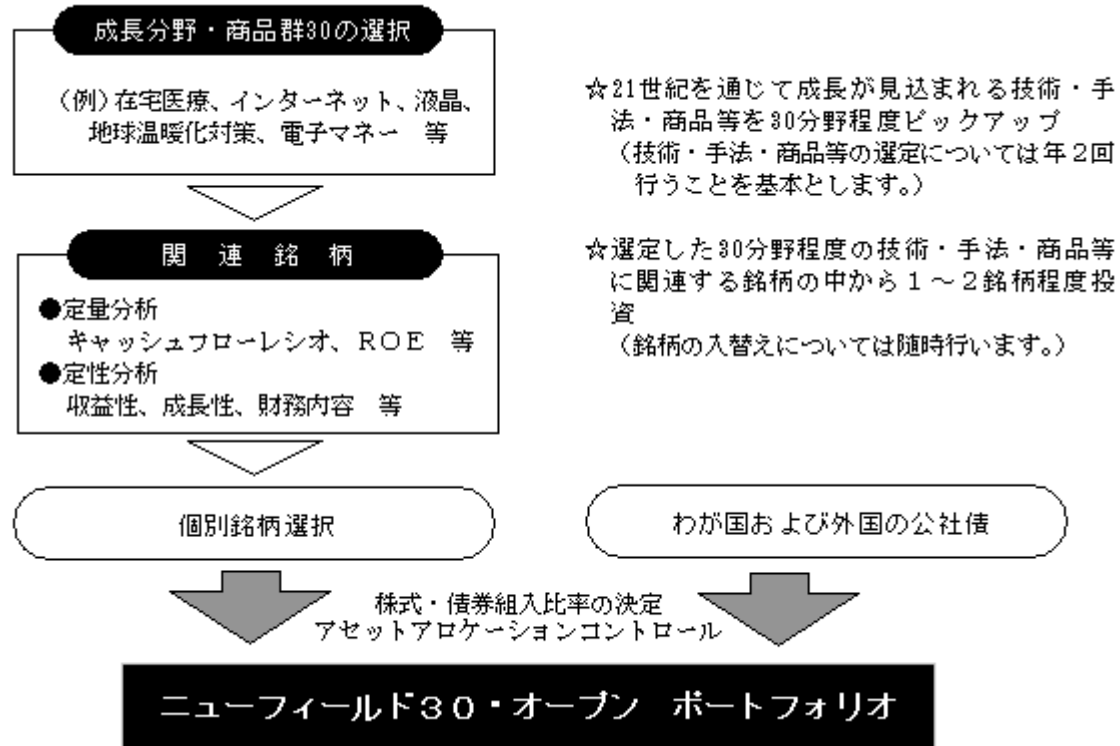 成長分野・商品群30の選択
（例）在宅医療、インターネット、液晶、
地球温暖化対策、電子マネー　等
☆21世紀を通じて成長が見込まれる技術・手
法・商品等を30分野程度ピックアップ
（技術・手法・商品等の選定については年２回
行うことを基本とします。）
関　連　銘　柄
●定量分析
キャッシュフローレシオ、ＲＯＥ　等
●定性分析
収益性、成長性、財務内容　等
☆選定した30分野程度の技術・手法・商品等
に関連する銘柄の中から１～２銘柄程度投
資
（銘柄の入替えについては随時行います。）
個別銘柄選択
わが国および外国の公社債
株式・債券組入比率の決定
アセットアロケーションコントロール
ニューフィールド３０・オープン　ポートフォリオ